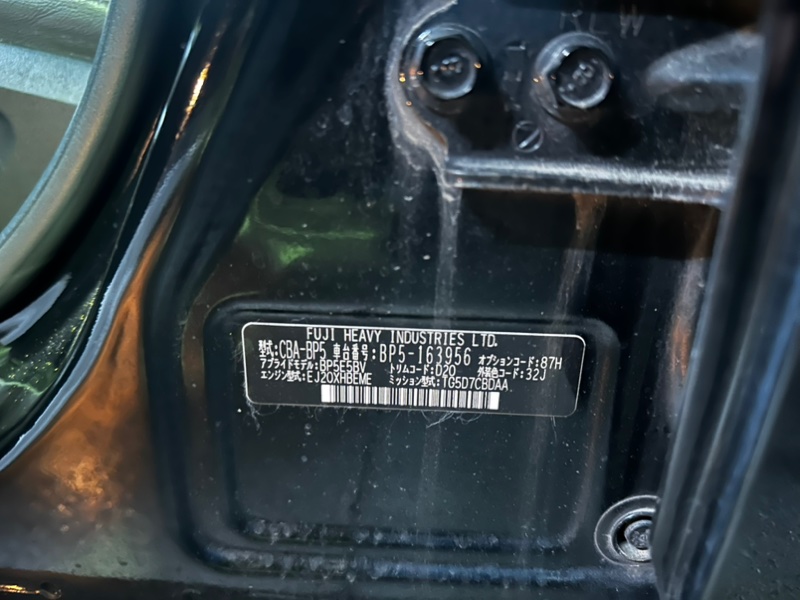 RLW
FUJI HEAVY INDUSTRIES LTD.
型式:CBA-BP5 車台番号:BP5-163956 オプションコード:87H
アプライドモデル:BP5E5BV トリムコード:D20 外装色コード:32J
エンジン型式:EJ20XHBEME ミッション型式:TG5D7CBDAA